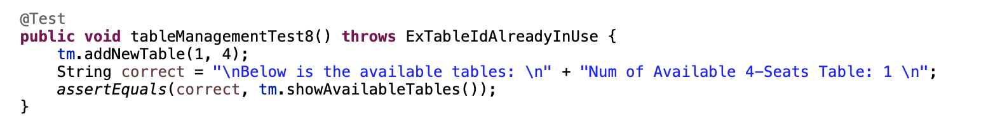 @Test
public void tableManagementTest8() throws ExTableIdAlreadyInUse {
    tm.addNewTable(1, 4);
    String correct = "\nBelow is the available tables: \n" + "Num of Available 4-Seats Table: 1 \n";
    assertEquals(correct, tm.showAvailableTables());
}